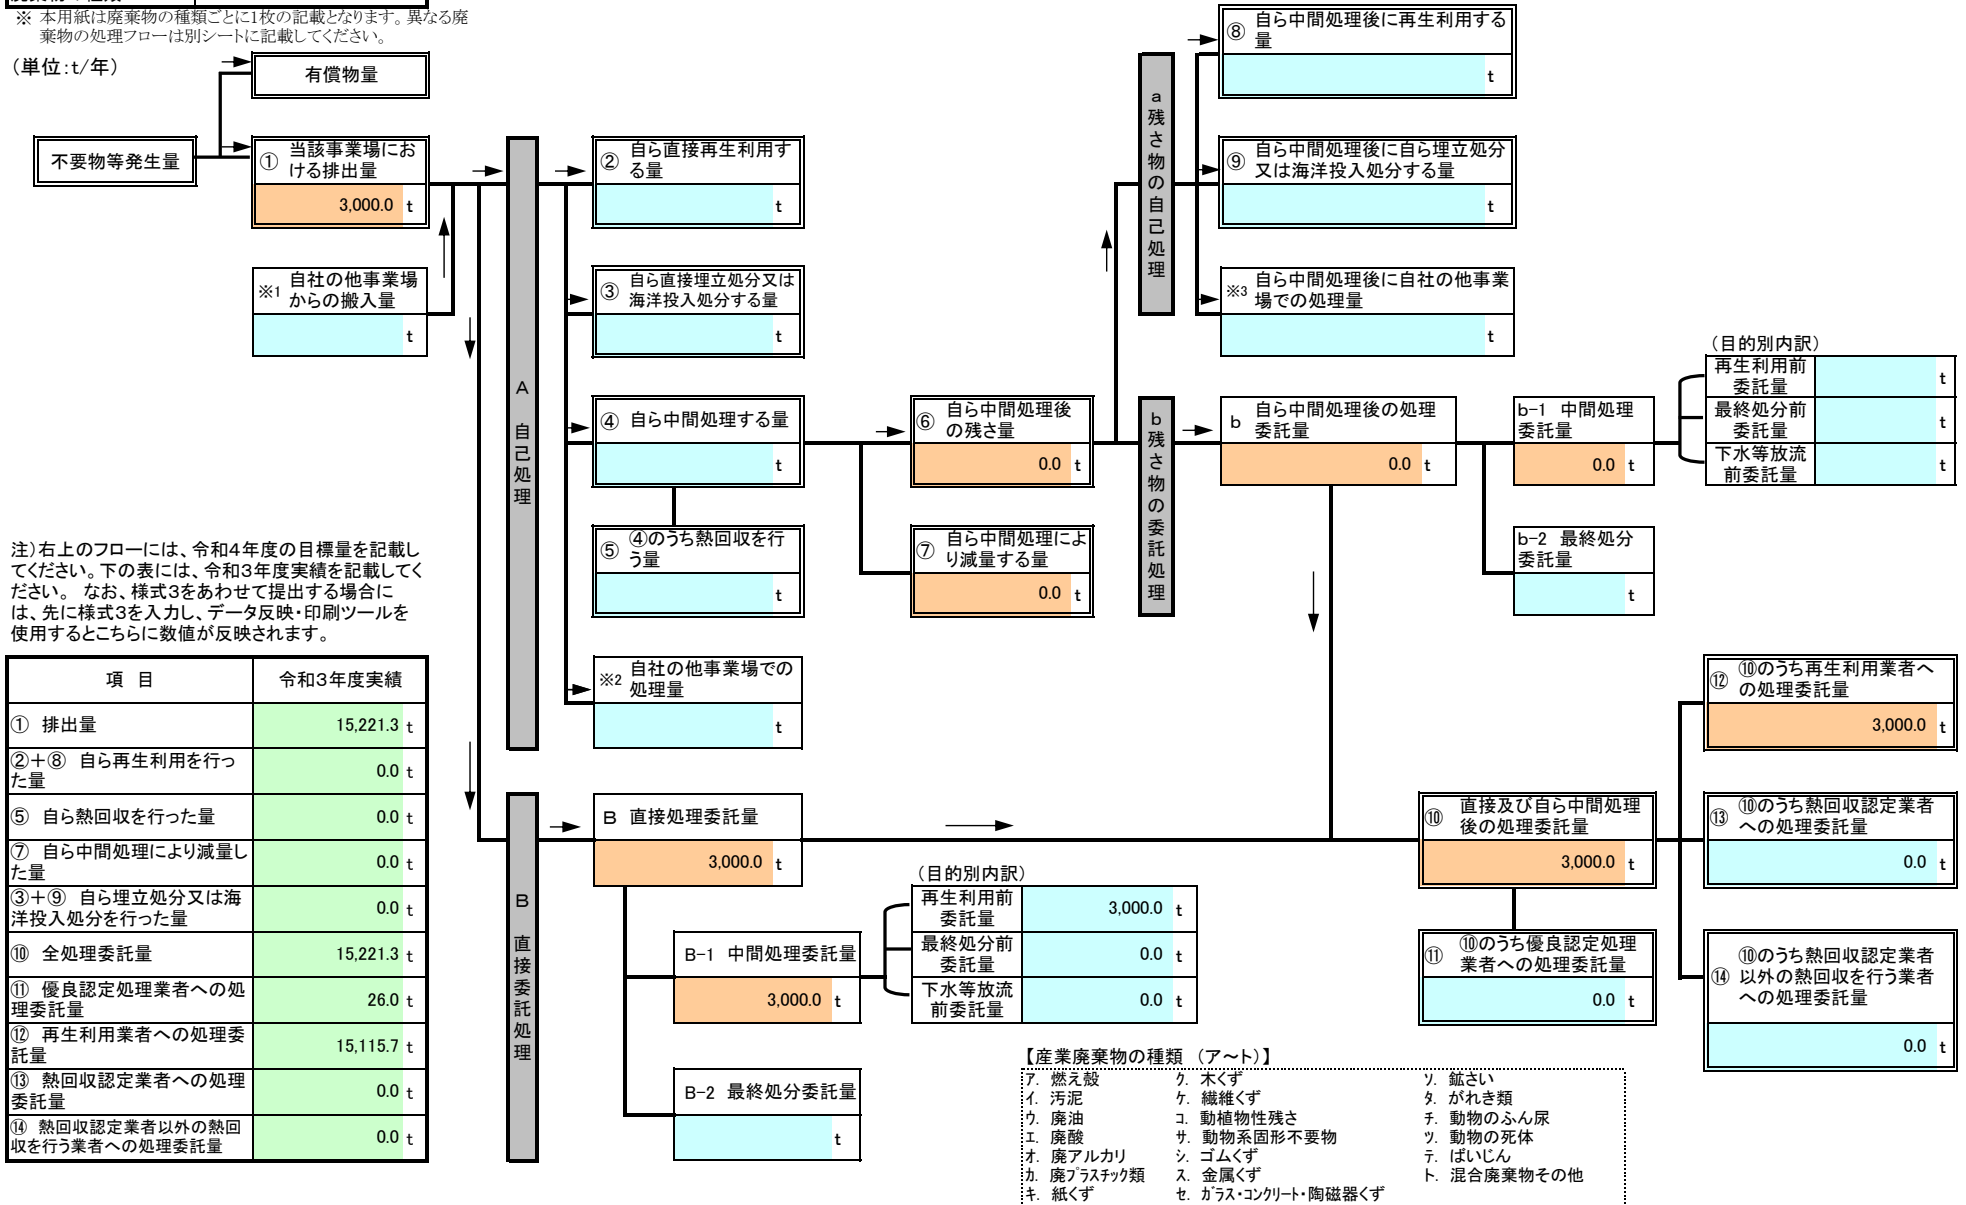 ※ 本用紙は廃棄物の種類ごとに1枚の記載となります。異なる廃
棄物の処理フローは別シートに記載してください。
（単位：t/年）
有償物量
不要物等発生量
① 当該事業場にお
ける排出量
3,000.0 t
※1 自社の他事業場
からの搬入量
t
A 自己処理
② 自ら直接再生利用す
る量
t
③ 自ら直接埋立処分又は
海洋投入処分する量
t
④ 自ら中間処理する量
t
⑤ ④のうち熱回収を行
う量
t
※2 自社の他事業場での
処理量
t
⑥ 自ら中間処理後
の残さ量
0.0 t
⑦ 自ら中間処理によ
り減量する量
0.0 t
a 残さ物の自己処理
⑧ 自ら中間処理後に再生利用する
量
t
⑨ 自ら中間処理後に自ら埋立処分
又は海洋投入処分する量
t
※3 自ら中間処理後に自社の他事業
場での処理量
t
b 残さ物の委託処理
b 自ら中間処理後の処理
委託量
0.0 t
b-1 中間処理
委託量
0.0 t
（目的別内訳）
再生利用前
委託量
t
最終処分前
委託量
t
下水等放流
前委託量
t
b-2 最終処分
委託量
t
注）右上のフローには、令和４年度の目標量を記載し
てください。下の表には、令和３年度実績を記載してく
ださい。 なお、様式３をあわせて提出する場合に
は、先に様式３を入力し、データ反映・印刷ツールを
使用するとこちらに数値が反映されます。
項 目 令和３年度実績
① 排出量 15,221.3 t
②＋⑧ 自ら再生利用を行っ
た量 0.0 t
⑤ 自ら熱回収を行った量 0.0 t
⑦ 自ら中間処理により減量し
た量 0.0 t
③＋⑨ 自ら埋立処分又は海
洋投入処分を行った量 0.0 t
⑩ 全処理委託量 15,221.3 t
⑪ 優良認定処理業者への処
理委託量 26.0 t
⑫ 再生利用業者への処理委
託量 15,115.7 t
⑬ 熱回収認定業者への処理
委託量 0.0 t
⑭ 熱回収認定業者以外の熱回
収を行う業者への処理委託量 0.0 t
B 直接委託処理
B 直接処理委託量
3,000.0 t
B-1 中間処理委託量
3,000.0 t
（目的別内訳）
再生利用前
委託量
3,000.0 t
最終処分前
委託量
0.0 t
下水等放流
前委託量
0.0 t
B-2 最終処分委託量
t
⑩ 直接及び自ら中間処理
後の処理委託量
3,000.0 t
⑪ ⑩のうち優良認定処理
業者への処理委託量
0.0 t
⑫ ⑩のうち再生利用業者へ
の処理委託量
3,000.0 t
⑬ ⑩のうち熱回収認定業者
への処理委託量
0.0 t
⑭ ⑩のうち熱回収認定業者
以外の熱回収を行う業者
への処理委託量
0.0 t
【産業廃棄物の種類 （ア～ト）】
ア. 燃え殻 ク. 木くず ソ. 鉱さい
イ. 汚泥 ケ. 繊維くず タ. がれき類
ウ. 廃油 コ. 動植物性残さ チ. 動物のふん尿
エ. 廃酸 サ. 動物系固形不要物 ツ. 動物の死体
オ. 廃アルカリ シ. ゴムくず テ. ばいじん
カ. 廃プラスチック類 ス. 金属くず ト. 混合廃棄物その他
キ. 紙くず セ. ガラス・コンクリート・陶磁器くず